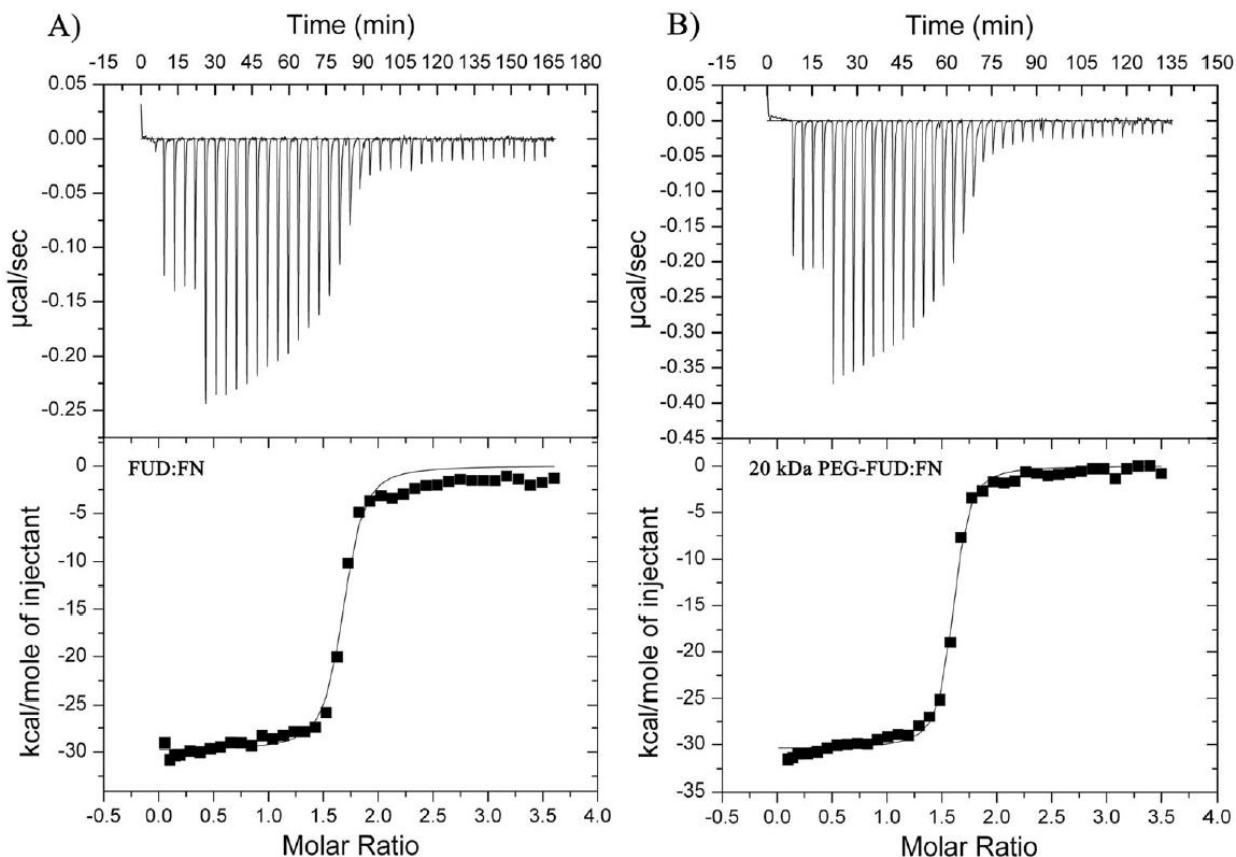 A)
Time (min)
-15 0 15 30 45 60 75 90 105 120 135 150 165 180
0.05
0.00
-0.05
-0.10
-0.15
-0.20
-0.25
µcal/sec
FUD:FN
0
-5
-10
-15
-20
-25
-30
kcal/mole of injectant
-0.5 0.0 0.5 1.0 1.5 2.0 2.5 3.0 3.5 4.0
Molar Ratio
B)
Time (min)
-15 0 15 30 45 60 75 90 105 120 135 150
0.05
0.00
-0.05
-0.10
-0.15
-0.20
-0.25
-0.30
-0.35
-0.40
-0.45
µcal/sec
20 kDa PEG-FUD:FN
0
-5
-10
-15
-20
-25
-30
-35
kcal/mole of injectant
-0.5 0.0 0.5 1.0 1.5 2.0 2.5 3.0 3.5 4.0
Molar Ratio